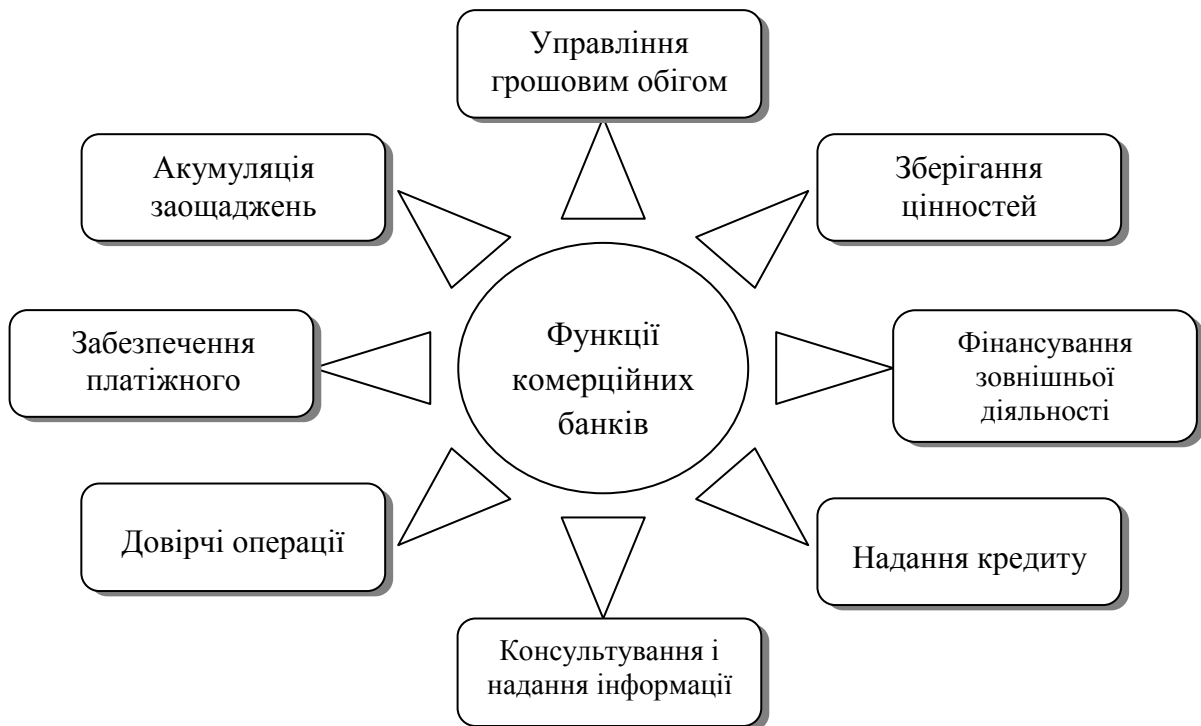 Управління
грошовим обігом
Акумуляція
заощаджень
Зберігання
цінностей
Забезпечення
платіжного
Функції
комерційних
банків
Фінансування
зовнішньої
діяльності
Довірчі операції
Надання кредиту
Консультування і
надання інформації